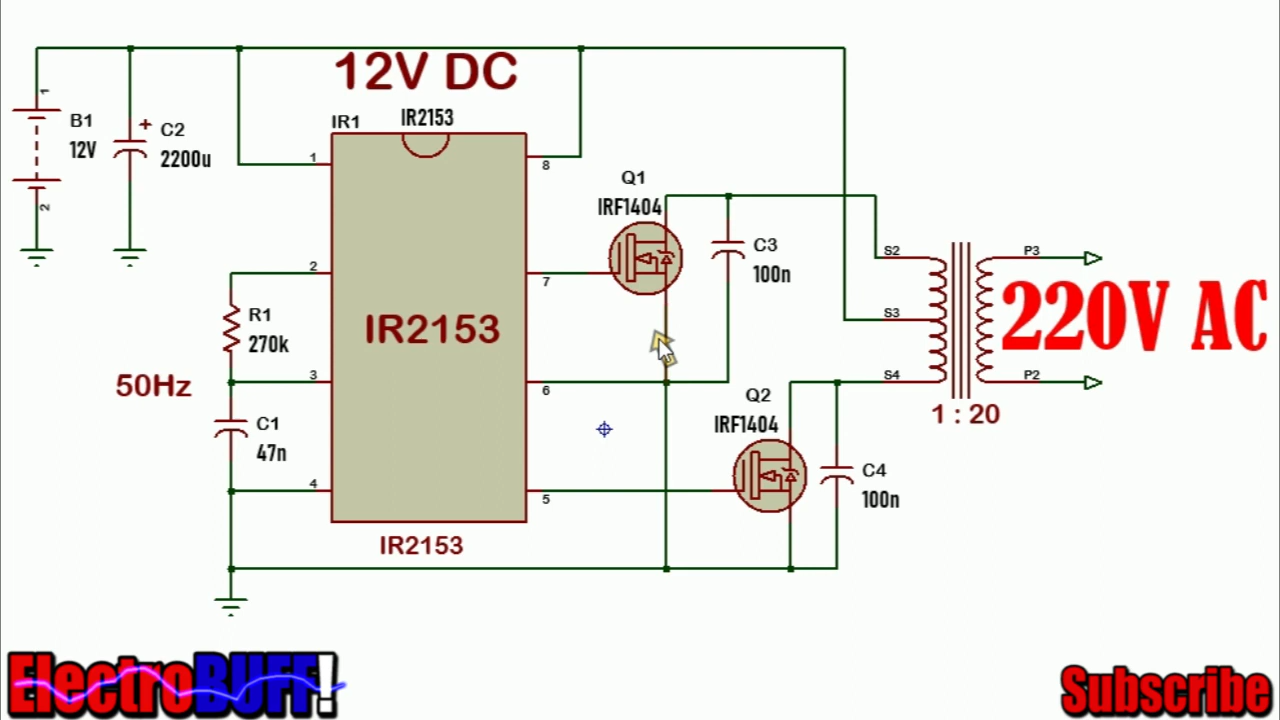 12V DC
IR1
IR2153
1
B1
12V
2
+
C2
2200u
1
8
Q1
IRF1404
2
7
R1
270k
IR2153
C3
100n
S2
S3
S4
P3
P2
220V AC
1 : 20
50Hz
3
6
C1
47n
Q2
IRF1404
4
5
C4
100n
IR2153
ElectroBUFF!
Subscribe